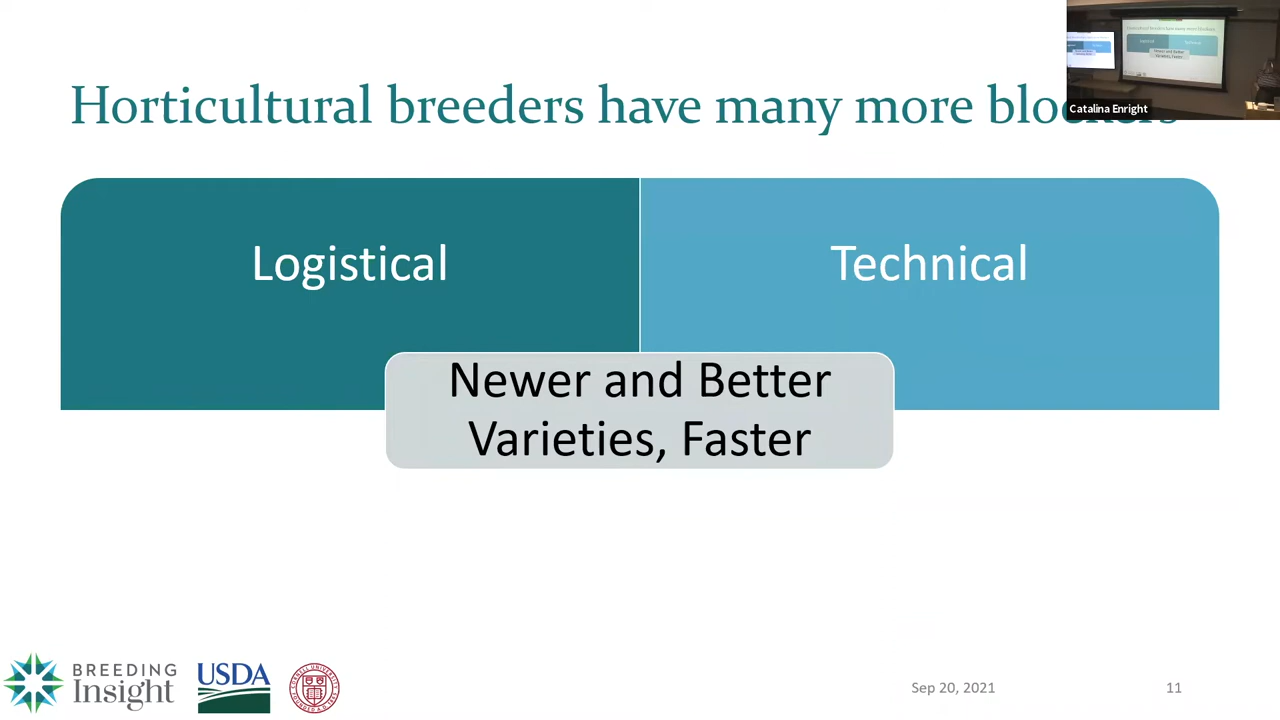 Horticultural breeders have many more blockers
Catalina Enright
Logistical
Technical
Newer and Better
Varieties, Faster
BREEDING
Insight
USDA
Sep 20, 2021
11